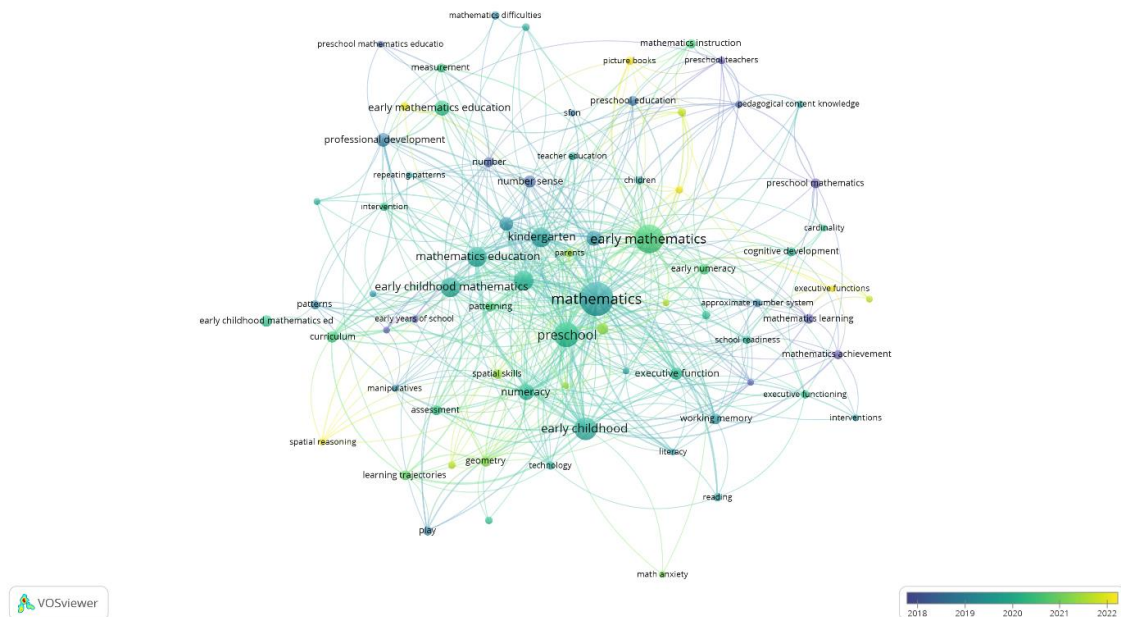 mathematics difficulties
preschool mathematics educatio
mathematics instruction
picture books
preschool teachers
measurement
preschool education
pedagogical content knowledge
early mathematics education
sfon
professional development
teacher education
number
repeating patterns
number sense
children
preschool mathematics
intervention
cardinality
kindergarten
early mathematics
parents
cognitive development
mathematics education
early numeracy
early childhood mathematics
executive functions
mathematics
patterns
patterning
approximate number system
early childhood mathematics ed
early years of school
mathematics learning
curriculum
preschool
school readiness
mathematics achievement
spatial skills
executive function
manipulatives
numeracy
executive functioning
assessment
working memory
interventions
early childhood
spatial reasoning
literacy
geometry
technology
learning trajectories
reading
play
math anxiety
VOSviewer
2018 2019 2020 2021 2022